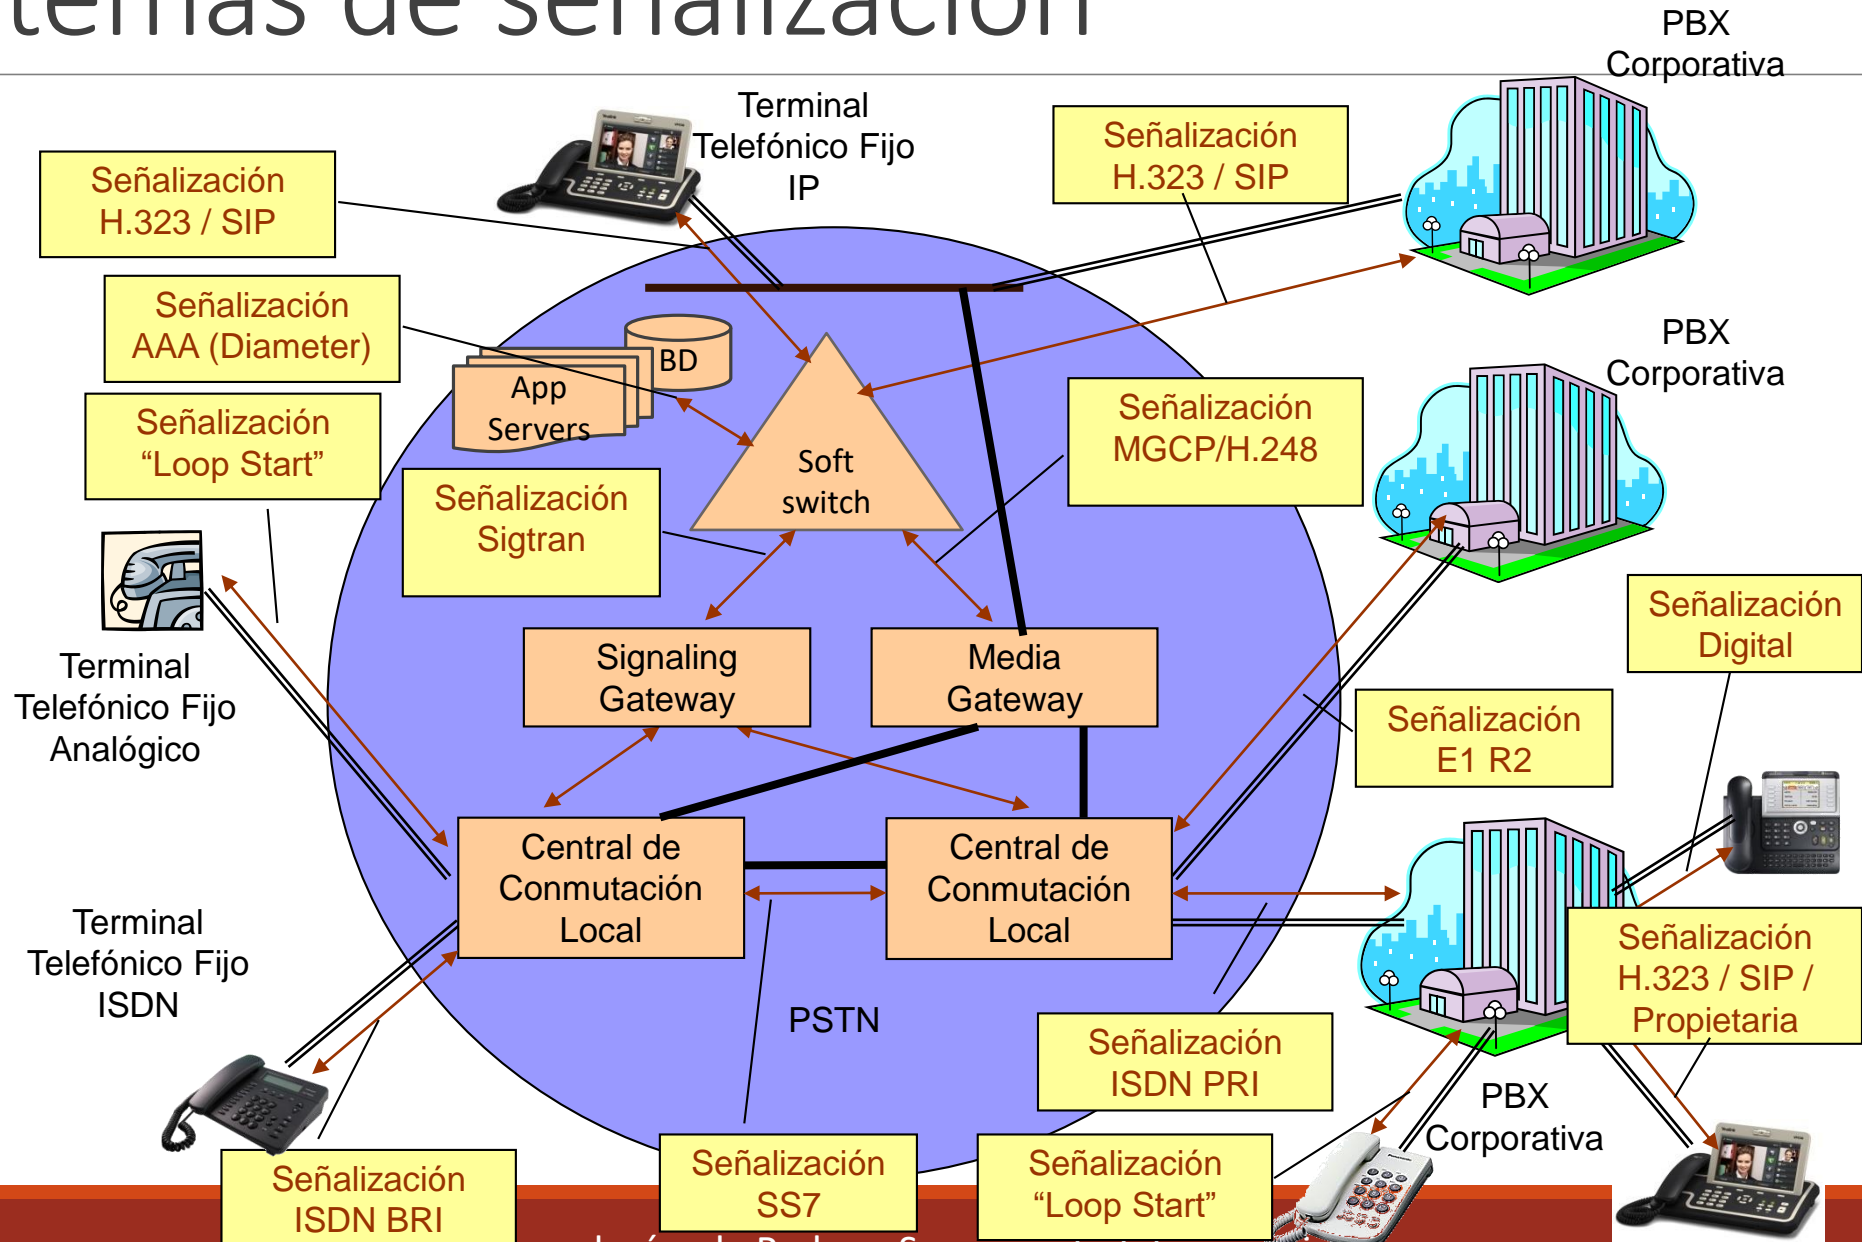 temas de señalización
PBX
Corporativa
Terminal
Telefónico Fijo
IP
Señalización
H.323 / SIP
Señalización
H.323 / SIP
Señalización
AAA (Diameter)
BD
App
Servers
PBX
Corporativa
Señalización
“Loop Start”
Señalización
MGCP/H.248
Soft
switch
Señalización
Sigtran
Señalización
Digital
Terminal
Telefónico Fijo
Analógico
Signaling
Gateway
Media
Gateway
Señalización
E1 R2
Central de
Conmutación
Local
Central de
Conmutación
Local
Terminal
Telefónico Fijo
ISDN
Señalización
H.323 / SIP /
Propietaria
PSTN
Señalización
ISDN PRI
PBX
Corporativa
Señalización
ISDN BRI
Señalización
SS7
Señalización
“Loop Start”